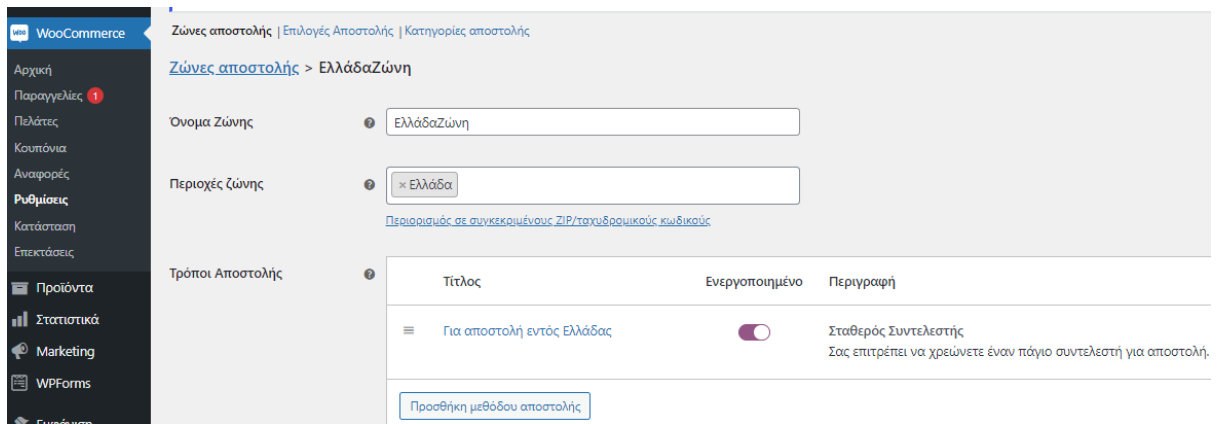 WooCommerce
Αρχική
Παραγγελίες 1
Πελάτες
Κουπόνια
Αναφορές
Ρυθμίσεις
Κατάσταση
Επεκτάσεις
Προϊόντα
Στατιστικά
Marketing
WPForms
Ζώνες αποστολής | Επιλογές Αποστολής | Κατηγορίες αποστολής
Ζώνες αποστολής > ΕλλάδαΖώνη
Όνομα Ζώνης
ΕλλάδαΖώνη
Περιοχές ζώνης
× Ελλάδα
Περιορισμός σε συγκεκριμένους ZIP/ταχυδρομικούς κωδικούς
Τρόποι Αποστολής
Τίτλος Ενεργοποιημένο Περιγραφή
Για αποστολή εντός Ελλάδας Σταθερός Συντελεστής
Σας επιτρέπει να χρεώνετε έναν πάγιο συντελεστή για αποστολή.
Προσθήκη μεθόδου αποστολής